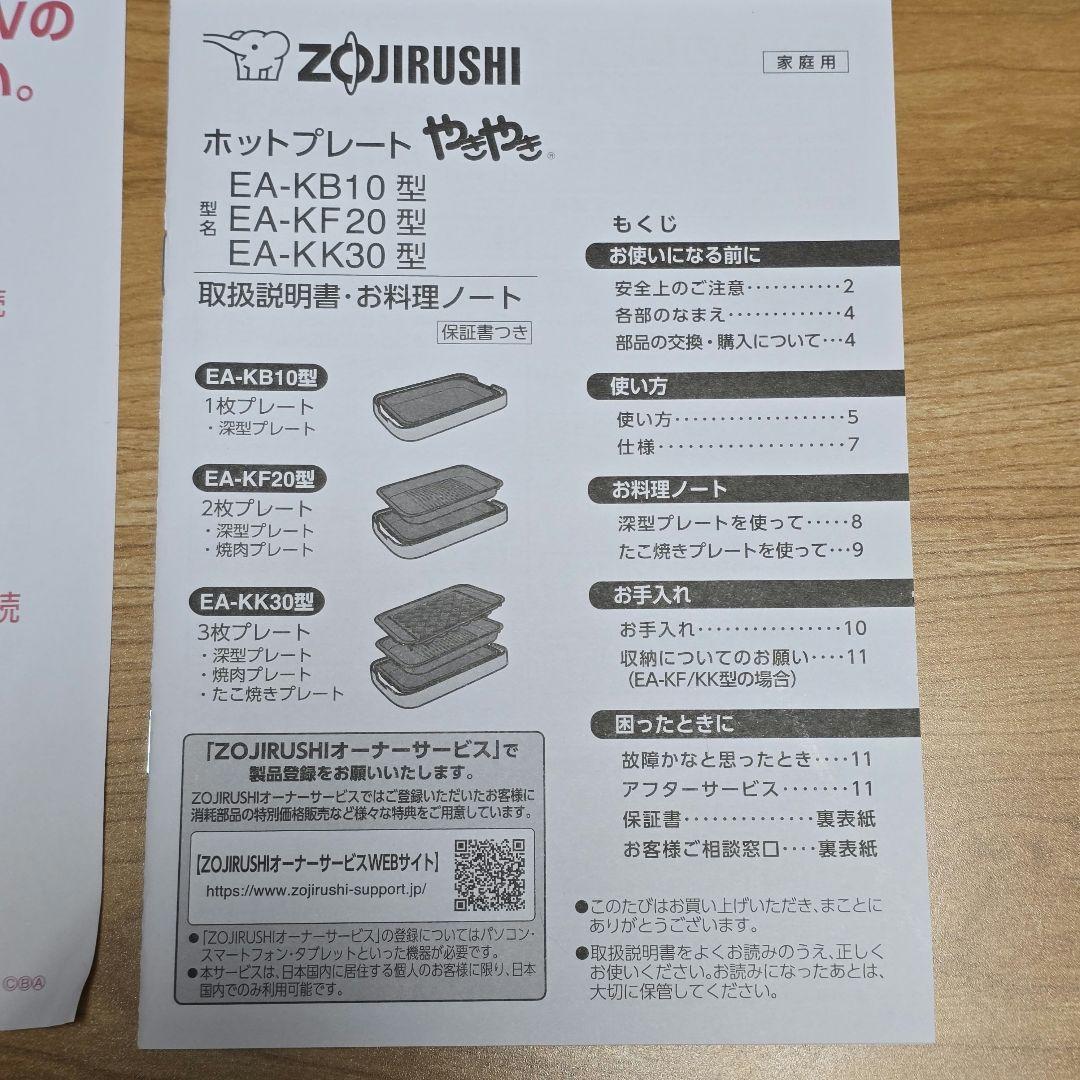 Vの
い。
売
続
ⒸⒷⒶ
ZOJIRUSHI
家庭用
ホットプレート やきやき®
型名
EA-KB10 型
EA-KF20 型
EA-KK30 型
取扱説明書・お料理ノート
保証書つき
EA-KB10型
1枚プレート
・深型プレート
EA-KF20型
2枚プレート
・深型プレート
・焼肉プレート
EA-KK30型
3枚プレート
・深型プレート
・焼肉プレート
・たこ焼きプレート
「ZOJIRUSHIオーナーサービス」で
製品登録をお願いいたします。
ZOJIRUSHIオーナーサービスではご登録いただいたお客様に
消耗部品の特別価格販売など様々な特典をご用意しています。
【ZOJIRUSHIオーナーサービスWEBサイト】
https://www.zojirushi-support.jp/
●「ZOJIRUSHIオーナーサービス」の登録についてはパソコン・
スマートフォン・タブレットといった機器が必要です。
●本サービスは、日本国内に居住する個人のお客様に限り、日本
国内でのみ利用可能です。
もくじ
お使いになる前に
安全上のご注意・・・・・・・・・・・2
各部のなまえ・・・・・・・・・・・・・4
部品の交換・購入について・・・4
使い方
使い方・・・・・・・・・・・・・・・・・・・5
仕様・・・・・・・・・・・・・・・・・・・・・7
お料理ノート
深型プレートを使って・・・・・8
たこ焼きプレートを使って・・・9
お手入れ
お手入れ・・・・・・・・・・・・・・・・10
収納についてのお願い・・・・11
（EA-KF/KK型の場合）
困ったときに
故障かなと思ったとき・・・・11
アフターサービス・・・・・・・11
保証書・・・・・・・・・・・・・・裏表紙
お客様ご相談窓口・・・・裏表紙
●このたびはお買い上げいただき、まことに
ありがとうございます。
●取扱説明書をよくお読みのうえ、正しく
お使いください。お読みになったあとは、
大切に保管してください。